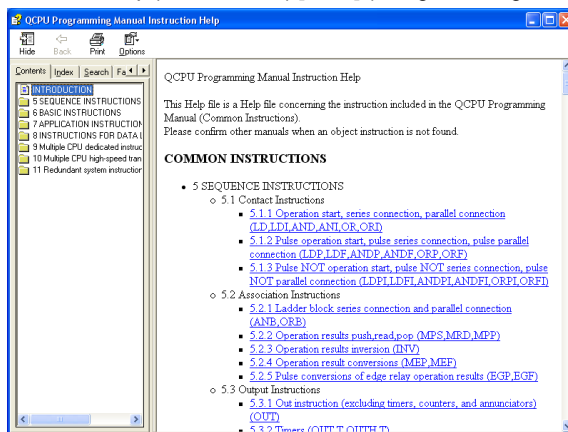 QCPU Programming Manual Instruction Help
Hide Back Print Options
Contents Index Search Fa
INTRODUCTION
5 SEQUENCE INSTRUCTIONS
6 BASIC INSTRUCTIONS
7 APPLICATION INSTRUCTION
8 INSTRUCTIONS FOR DATA L
9 Multiple CPU dedicated instruc
10 Multiple CPU high-speed tran
11 Redundant system instruction
QCPU Programming Manual Instruction Help
This Help file is a Help file concerning the instruction included in the QCPU Programming
Manual (Common Instructions).
Please confirm other manuals when an object instruction is not found.
COMMON INSTRUCTIONS
5 SEQUENCE INSTRUCTIONS
5.1 Contact Instructions
5.1.1 Operation start, series connection, parallel connection
(LD,LDI,AND,ANI,OR,ORI)
5.1.2 Pulse operation start, pulse series connection, pulse parallel
connection (LDP,LDF,ANDP,ANDF,ORP,ORF)
5.1.3 Pulse NOT operation start, pulse NOT series connection, pulse
NOT parallel connection (LDPI,LDFI,ANDPI,ANDFI,ORPI,ORFI)
5.2 Association Instructions
5.2.1 Ladder block series connection and parallel connection
(ANB,ORB)
5.2.2 Operation results push,read,pop (MPS,MRD,MPP)
5.2.3 Operation results inversion (INV)
5.2.4 Operation result conversions (MEP,MEF)
5.2.5 Pulse conversions of edge relay operation results (EGP,EGF)
5.3 Output Instructions
5.3.1 Out instruction (excluding timers, counters, and annunciators)
(OUT)
5.3.2 Timers (OUT T,OUTH T)